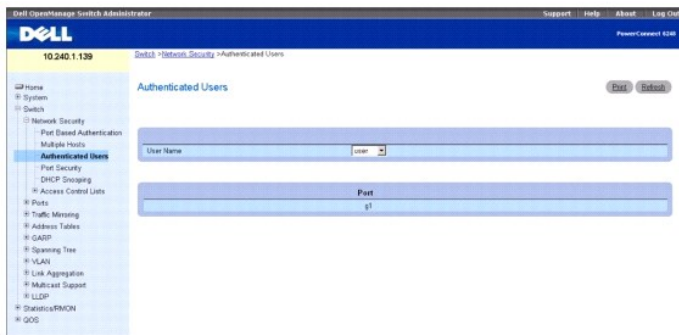 Dell OpenManage Switch Administrator
Support Help About Log Out
DELL
PowerConnect 6248
10.240.1.139
Switch >Network Security >Authenticated Users
Home
System
Switch
Network Security
Port Based Authentication
Multiple Hosts
Authenticated Users
Port Security
DHCP Snooping
Access Control Lists
Ports
Traffic Mirroring
Address Tables
GARP
Spanning Tree
VLAN
Link Aggregation
Multicast Support
LLDP
Statistics/RMON
QOS
Authenticated Users
Print Refresh
User Name user
Port
g1